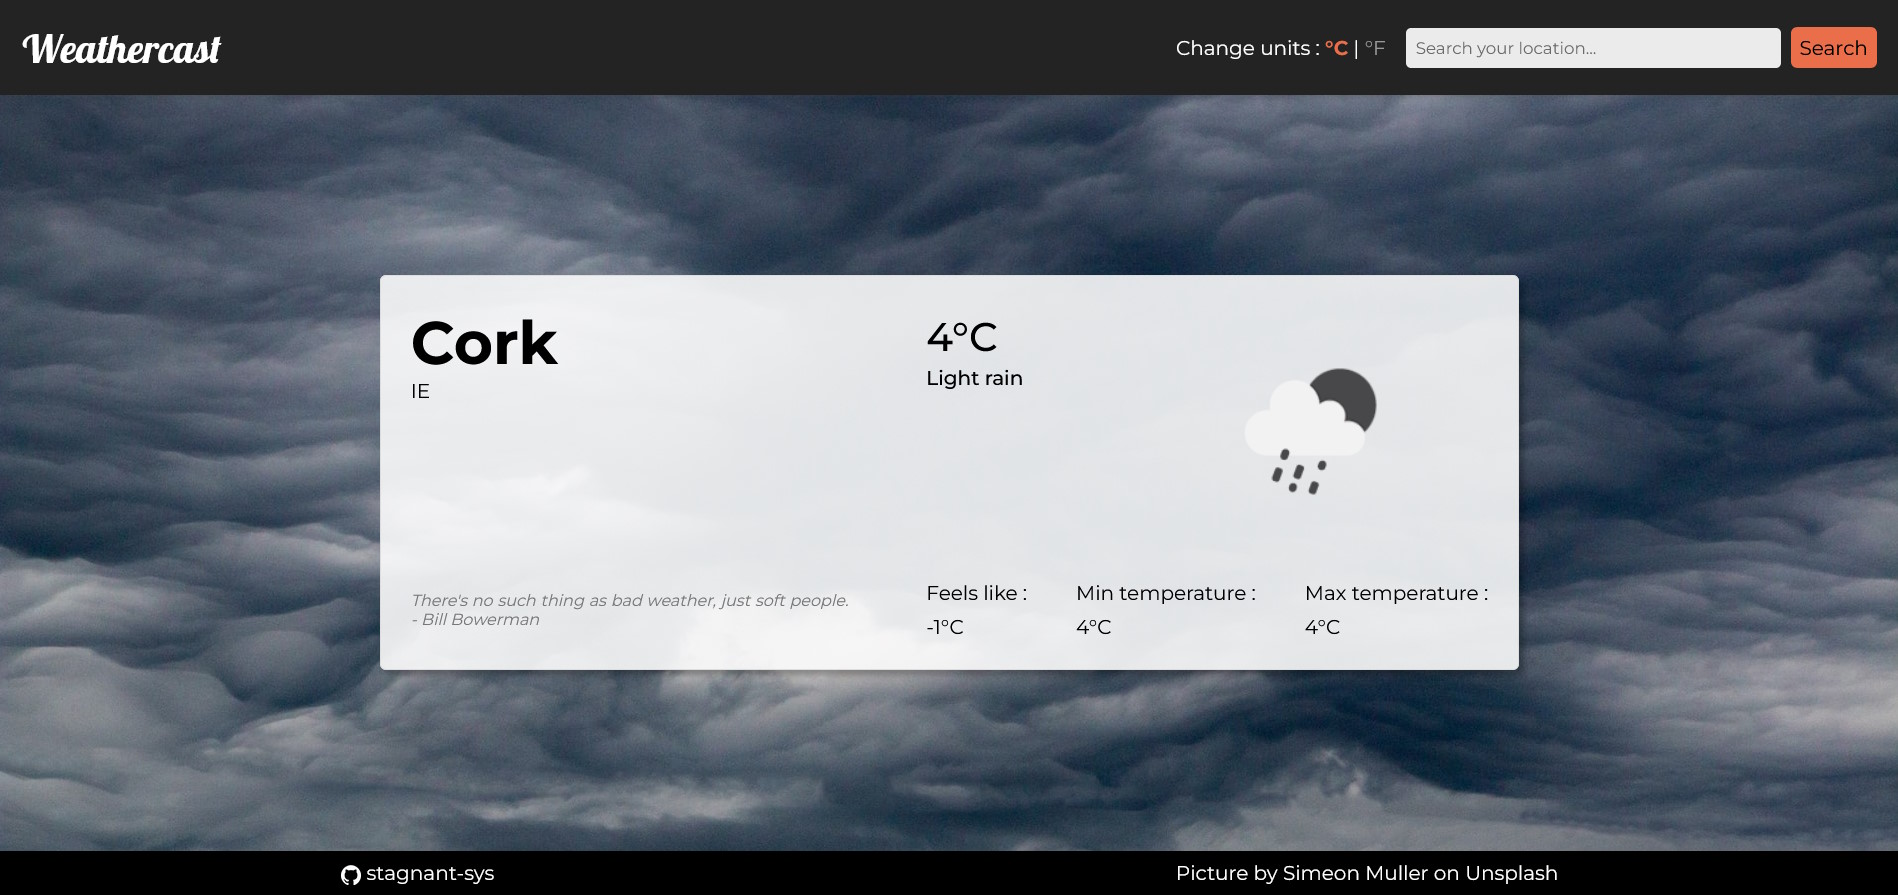 Weathercast
Change units : °C | °F
Search your location...
Search
Cork
IE
4°C
Light rain
There's no such thing as bad weather, just soft people.
- Bill Bowerman
Feels like :
-1°C
Min temperature :
4°C
Max temperature :
4°C
stagnant-sys
Picture by Simeon Muller on Unsplash